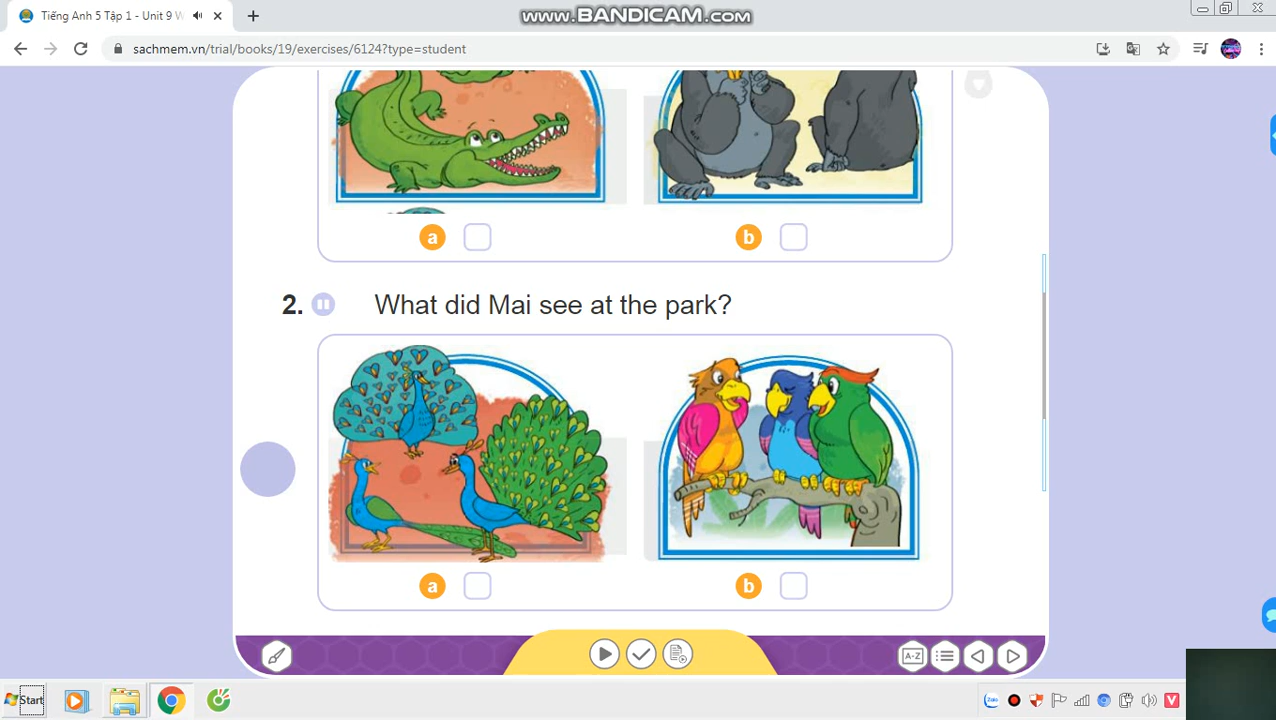 WWW.BANDICAM.COM
Tiếng Anh 5 Tập 1 - Unit 9 W
sachmem.vn/trial/books/19/exercises/6124?type=student
a
b
2. What did Mai see at the park?
a
b
A-Z
Start
Zalo
V